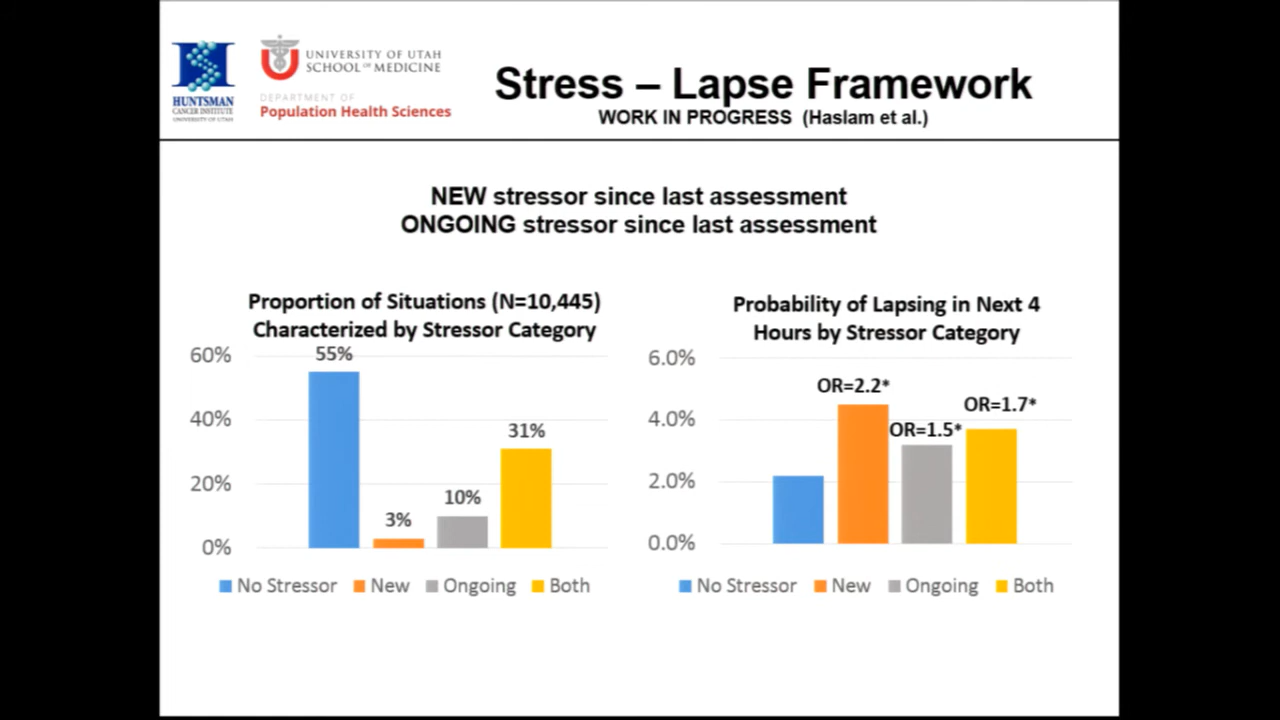 HUNTSMAN
CANCER INSTITUTE
UNIVERSITY OF UTAH
UNIVERSITY OF UTAH
SCHOOL OF MEDICINE
DEPARTMENT OF
Population Health Sciences
Stress – Lapse Framework
WORK IN PROGRESS (Haslam et al.)
NEW stressor since last assessment
ONGOING stressor since last assessment
Proportion of Situations (N=10,445)
Characterized by Stressor Category
60%
40%
20%
0%
55%
3%
10%
31%
No Stressor New Ongoing Both
Probability of Lapsing in Next 4
Hours by Stressor Category
6.0%
4.0%
2.0%
0.0%
OR=2.2*
OR=1.5*
OR=1.7*
No Stressor New Ongoing Both